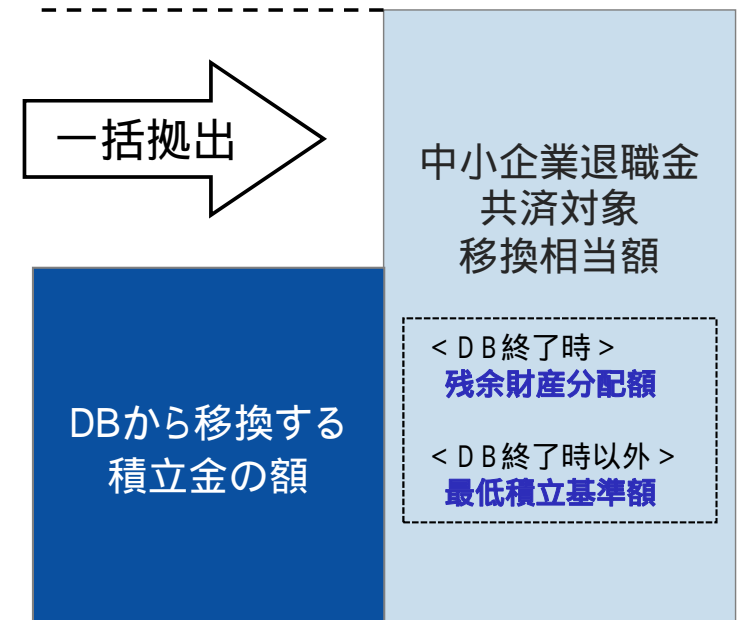 一括拠出
中小企業退職金
共済対象
移換相当額
DBから移換する
積立金の額
<DB終了時>
残余財産分配額
<DB終了時以外>
最低積立基準額